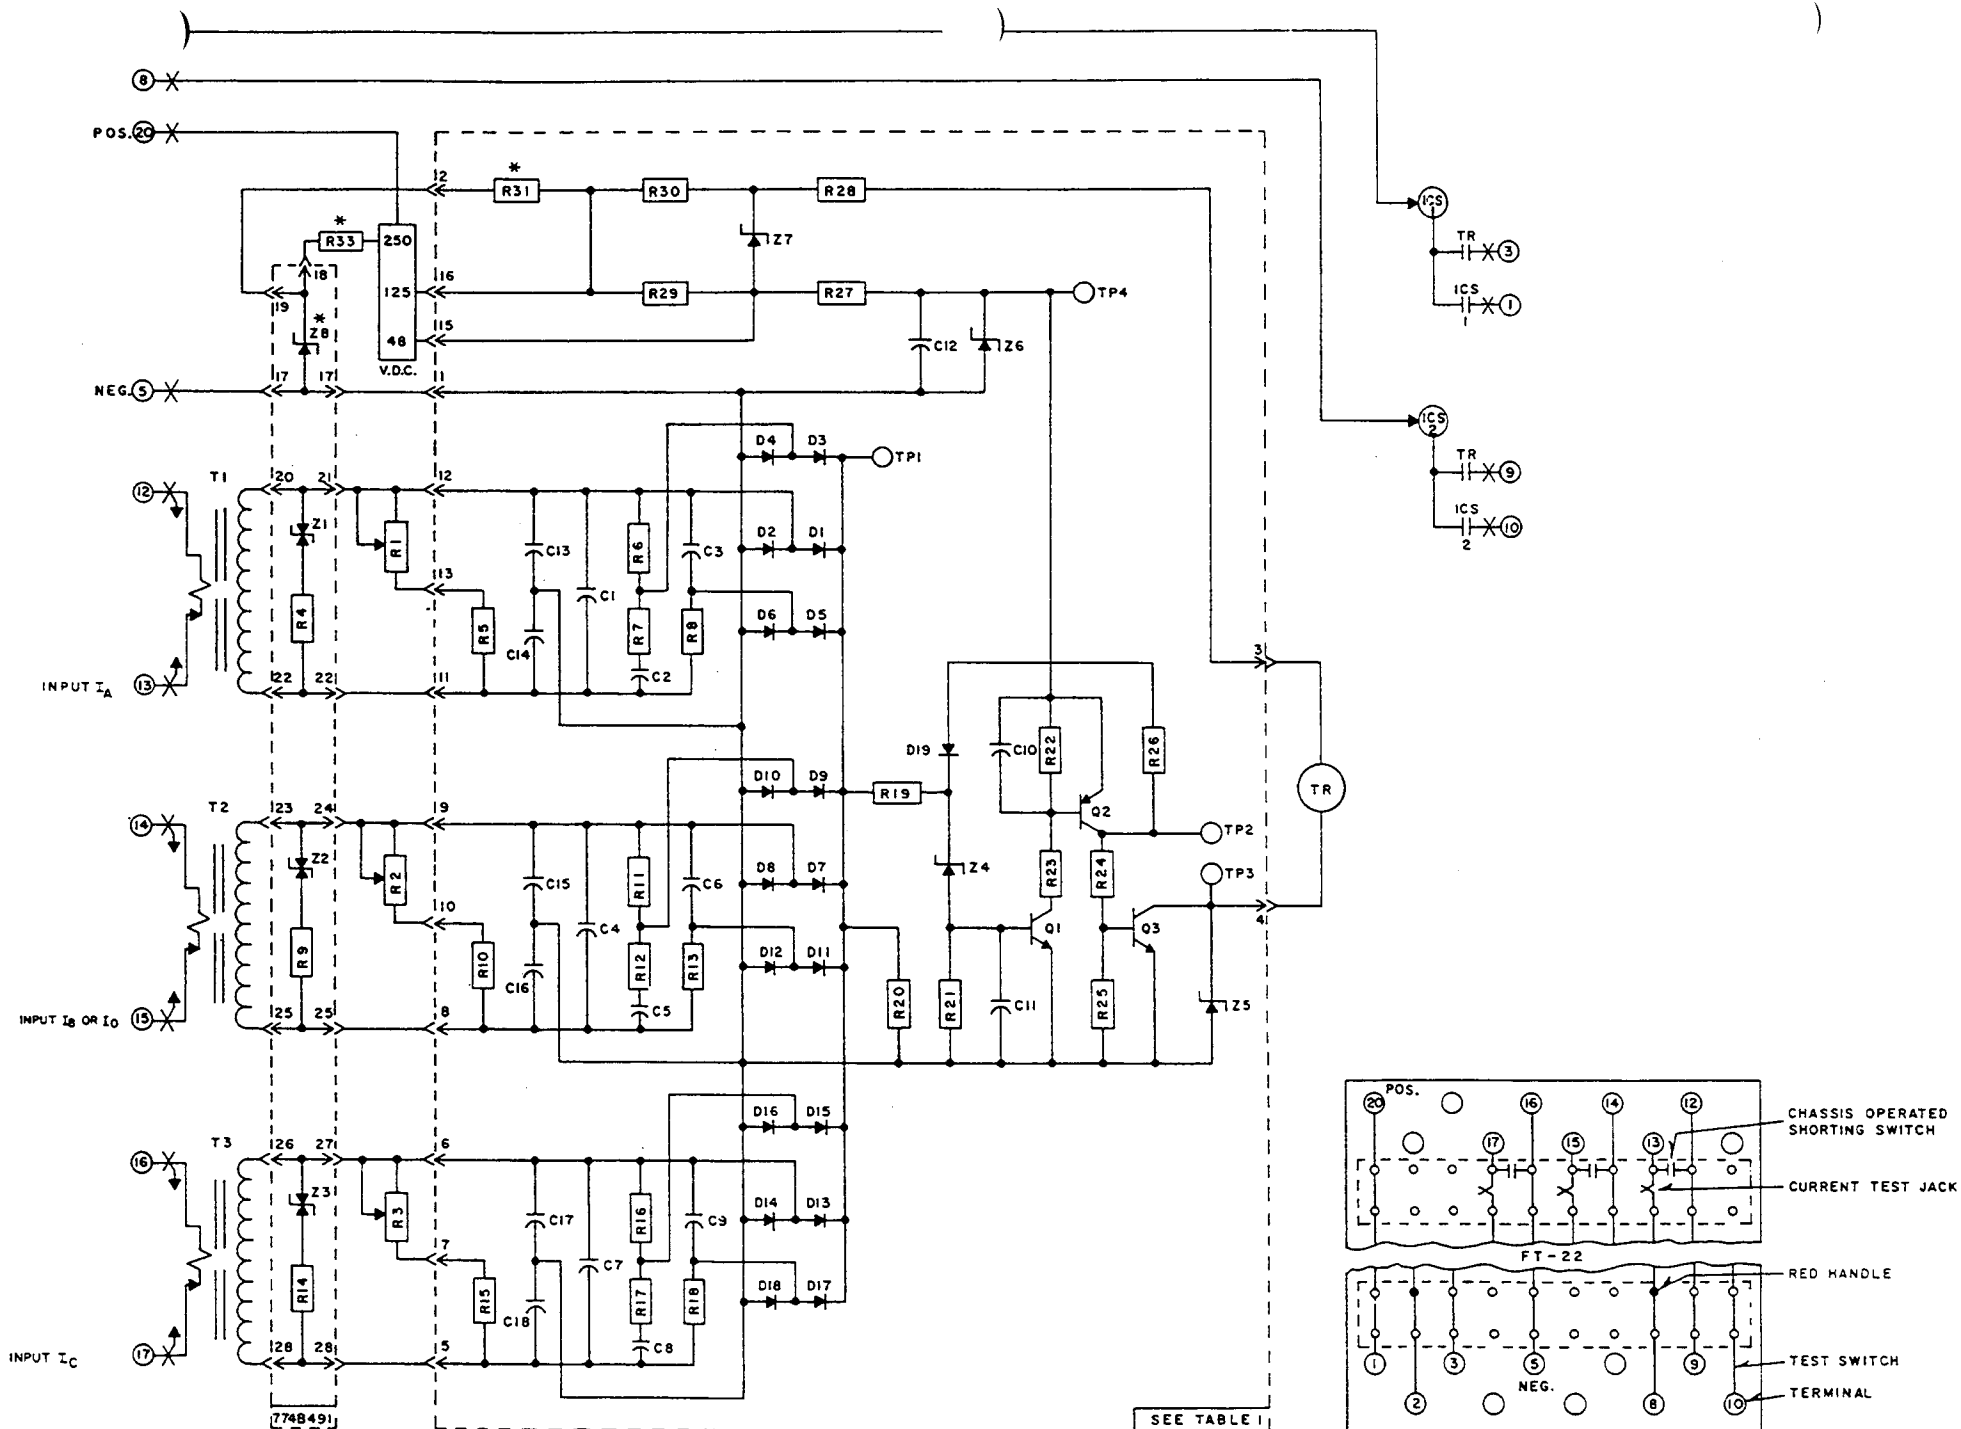 8
POS. 20
2
*
R31
R30
R28
ICS
1
*
R33
250
Z7
TR
3
18
16
125
R29
R27
TP4
ICS
1
1
19
*
Z8
15
48
C12
Z6
V.D.C.
NEG. 5
17
17
1
ICS
2
D4
D3
TP1
TR
9
T1
12
20
21
12
Z1
R1
C13
R6
C3
D2
D1
ICS
2
10
13
C1
R4
R5
C14
R7
R8
D6
D5
C2
3
INPUT IA
13
22
22
11
D19
C10
R22
R26
D10
D9
R19
TR
T2
14
23
24
9
Q2
TP2
Z2
R2
C15
R11
C6
D8
D7
Z4
R23
R24
TP3
10
C4
4
R9
R10
C16
R12
R13
D12
D11
Q1
Q3
C5
R20
R21
C11
R25
Z5
INPUT IB OR IO
15
25
25
8
D16
D15
T3
16
26
27
6
Z3
R3
C17
R16
C9
D14
D13
7
C7
R14
R15
C18
R17
R18
D18
D17
C8
INPUT IC
17
28
28
5
774B491
SEE TABLE 1
POS.
20
16
14
12
CHASSIS OPERATED
SHORTING SWITCH
17
15
13
CURRENT TEST JACK
FT-22
RED HANDLE
1
3
5
9
TEST SWITCH
NEG.
2
8
10
TERMINAL